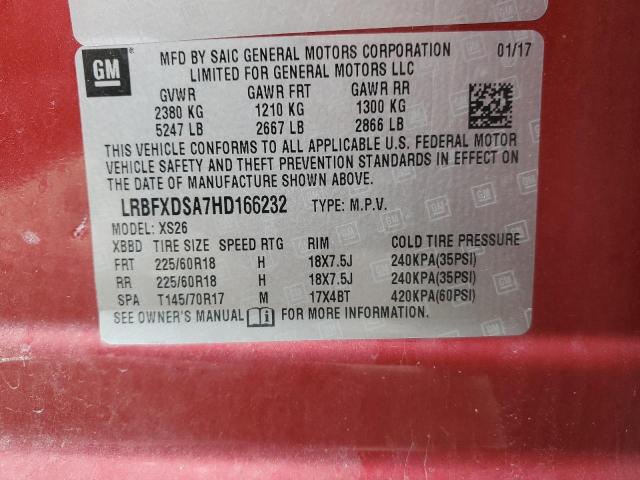 GM
MFD BY SAIC GENERAL MOTORS CORPORATION 01/17
LIMITED FOR GENERAL MOTORS LLC
GVWR GAWR FRT GAWR RR
2380 KG 1210 KG 1300 KG
5247 LB 2667 LB 2866 LB
THIS VEHICLE CONFORMS TO ALL APPLICABLE U.S. FEDERAL MOTOR
VEHICLE SAFETY AND THEFT PREVENTION STANDARDS IN EFFECT ON
THE DATE OF MANUFACTURE SHOWN ABOVE.
LRBFXDSA7HD166232 TYPE: M.P.V.
MODEL: XS26
XBBD TIRE SIZE SPEED RTG RIM COLD TIRE PRESSURE
FRT 225/60R18 H 18X7.5J 240KPA(35PSI)
RR 225/60R18 H 18X7.5J 240KPA(35PSI)
SPA T145/70R17 M 17X4BT 420KPA(60PSI)
SEE OWNER'S MANUAL FOR MORE INFORMATION.